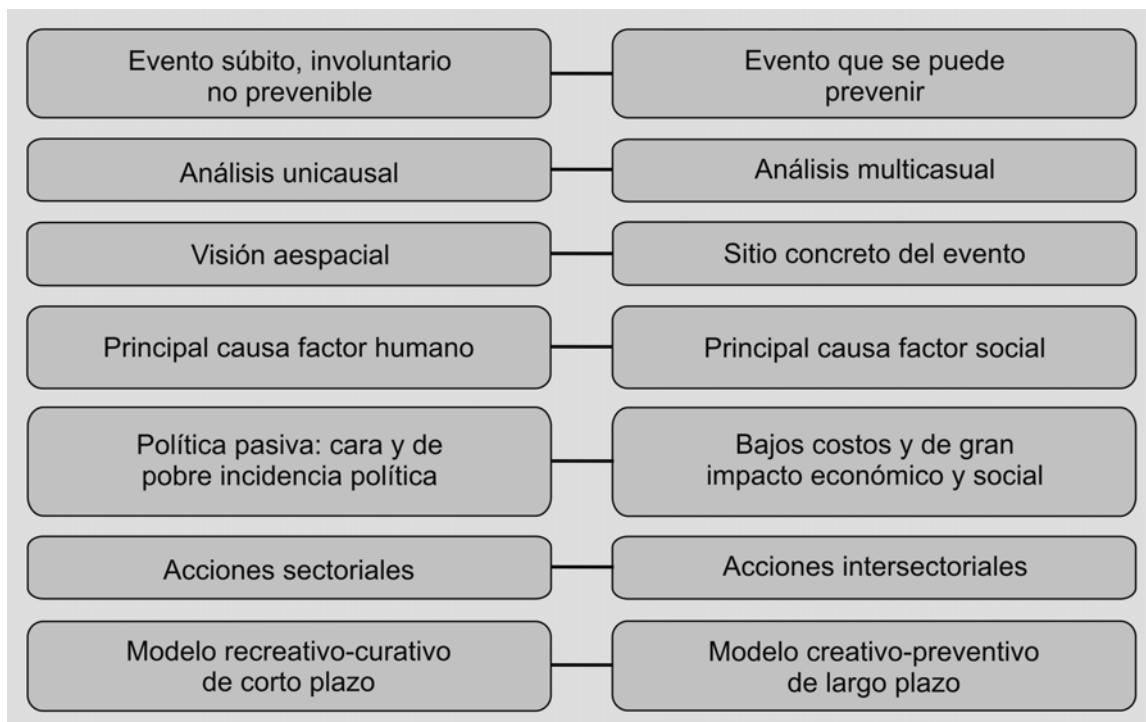 Evento súbito, involuntario
no prevenible
Evento que se puede
prevenir
Análisis unicausal
Análisis multicasual
Visión aespacial
Sitio concreto del evento
Principal causa factor humano
Principal causa factor social
Política pasiva: cara y de
pobre incidencia política
Bajos costos y de gran
impacto económico y social
Acciones sectoriales
Acciones intersectoriales
Modelo recreativo-curativo
de corto plazo
Modelo creativo-preventivo
de largo plazo